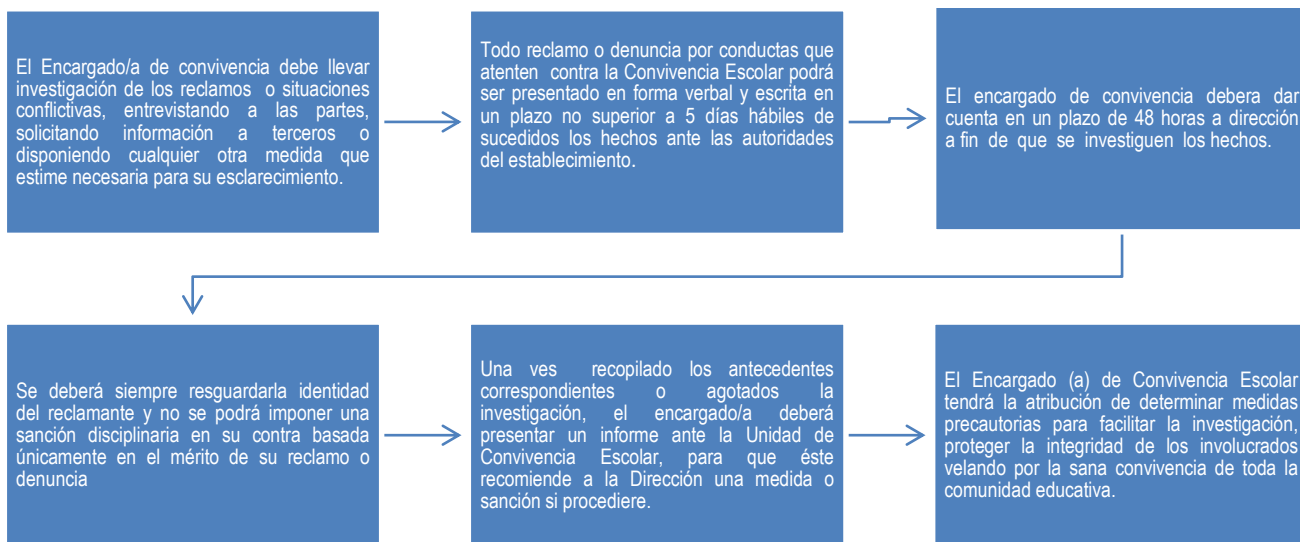 El Encargado/a de convivencia debe llevar
investigación de los reclamos o situaciones
conflictivas, entrevistando a las partes,
solicitando información a terceros o
disponiendo cualquier otra medida que
estime necesaria para su esclarecimiento.
Todo reclamo o denuncia por conductas que
atenten contra la Convivencia Escolar podrá
ser presentado en forma verbal y escrita en
un plazo no superior a 5 días hábiles de
sucedidos los hechos ante las autoridades
del establecimiento.
El encargado de convivencia debera dar
cuenta en un plazo de 48 horas a dirección
a fin de que se investiguen los hechos.
Se deberá siempre resguardarla identidad
del reclamante y no se podrá imponer una
sanción disciplinaria en su contra basada
únicamente en el mérito de su reclamo o
denuncia
Una ves recopilado los antecedentes
correspondientes o agotados la
investigación, el encargado/a deberá
presentar un informe ante la Unidad de
Convivencia Escolar, para que éste
recomiende a la Dirección una medida o
sanción si procediere.
El Encargado (a) de Convivencia Escolar
tendrá la atribución de determinar medidas
precautorias para facilitar la investigación,
proteger la integridad de los involucrados
velando por la sana convivencia de toda la
comunidad educativa.